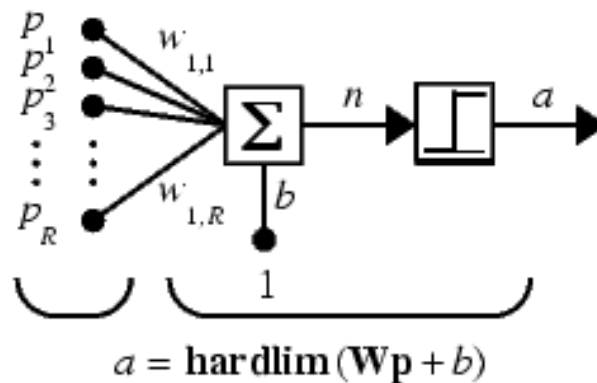 p1
w1,1
p2
p3
Σ
n
a
pR
w1,R
b
1
a = hardlim (Wp + b)